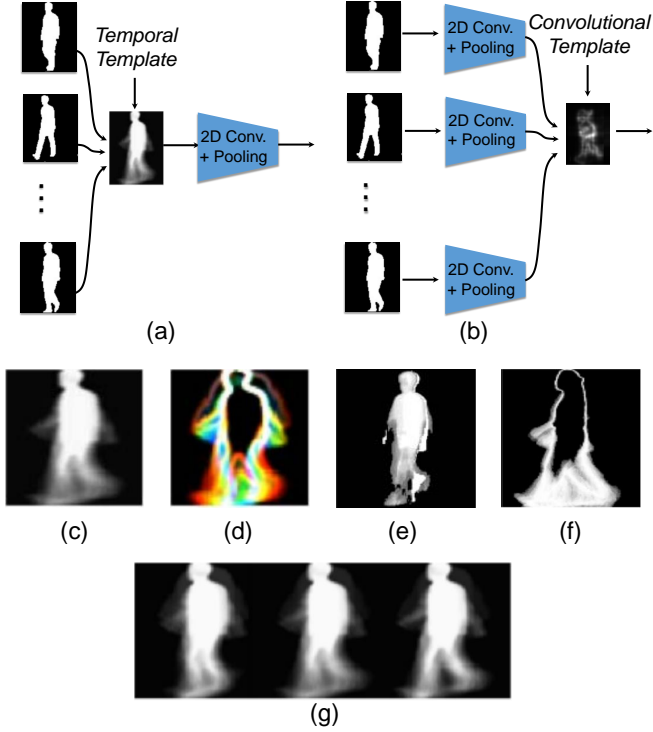 Temporal
Template
2D Conv.
+ Pooling
(a)
2D Conv.
+ Pooling
Convolutional
Template
2D Conv.
+ Pooling
2D Conv.
+ Pooling
(b)
(c)
(d)
(e)
(f)
(g)